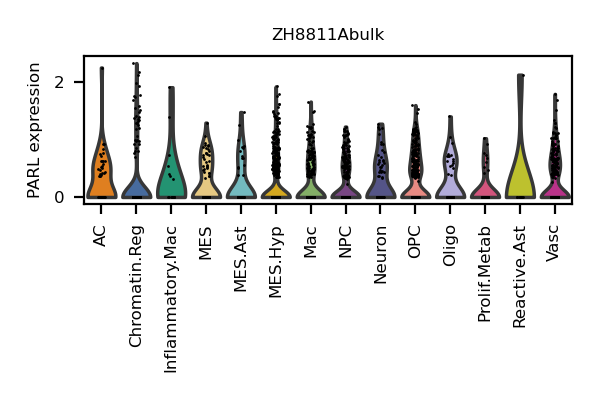 ZH8811Abulk
PARL expression
2
0
AC
Chromatin.Reg
Inflammatory.Mac
MES
MES.Ast
MES.Hyp
Mac
NPC
Neuron
OPC
Oligo
Prolif.Metab
Reactive.Ast
Vasc